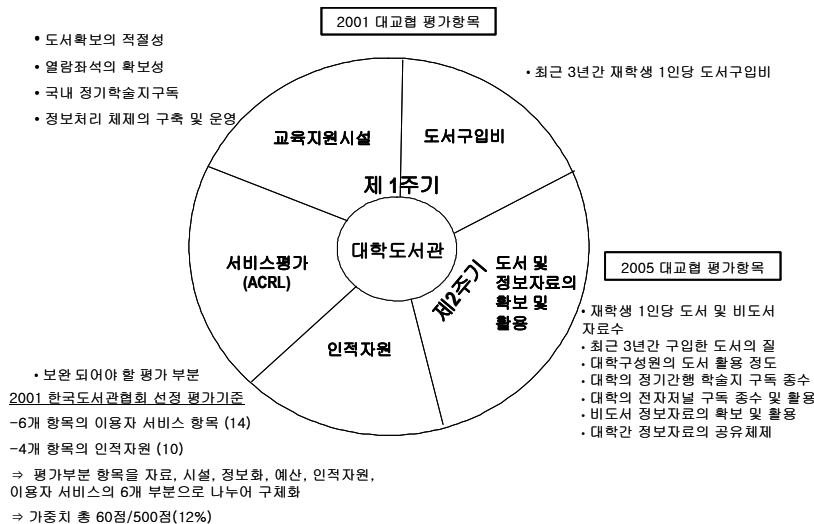 2001 대교협 평가항목
• 도서확보의 적절성
• 열람좌석의 확보성
• 국내 정기학술지구독
• 정보처리 체제의 구축 및 운영
• 최근 3년간 재학생 1인당 도서구입비
교육지원시설
도서구입비
제 1주기
대학도서관
서비스평가
(ACRL)
제2주기
도서 및
정보자료의
확보 및
활용
인적자원
2005 대교협 평가항목
• 재학생 1인당 도서 및 비도서
자료수
• 최근 3년간 구입한 도서의 질
• 대학구성원의 도서 활용 정도
• 대학의 정기간행 학술지 구독 종수
• 대학의 전자저널 구독 종수 및 활용
• 비도서 정보자료의 확보 및 활용
• 대학간 정보자료의 공유체제
• 보완 되어야 할 평가 부분
2001 한국도서관협회 선정 평가기준
-6개 항목의 이용자 서비스 항목 (14)
-4개 항목의 인적자원 (10)
⇒ 평가부분 항목을 자료, 시설, 정보화, 예산, 인적자원,
이용자 서비스의 6개 부분으로 나누어 구체화
⇒ 가중치 총 60점/500점(12%)